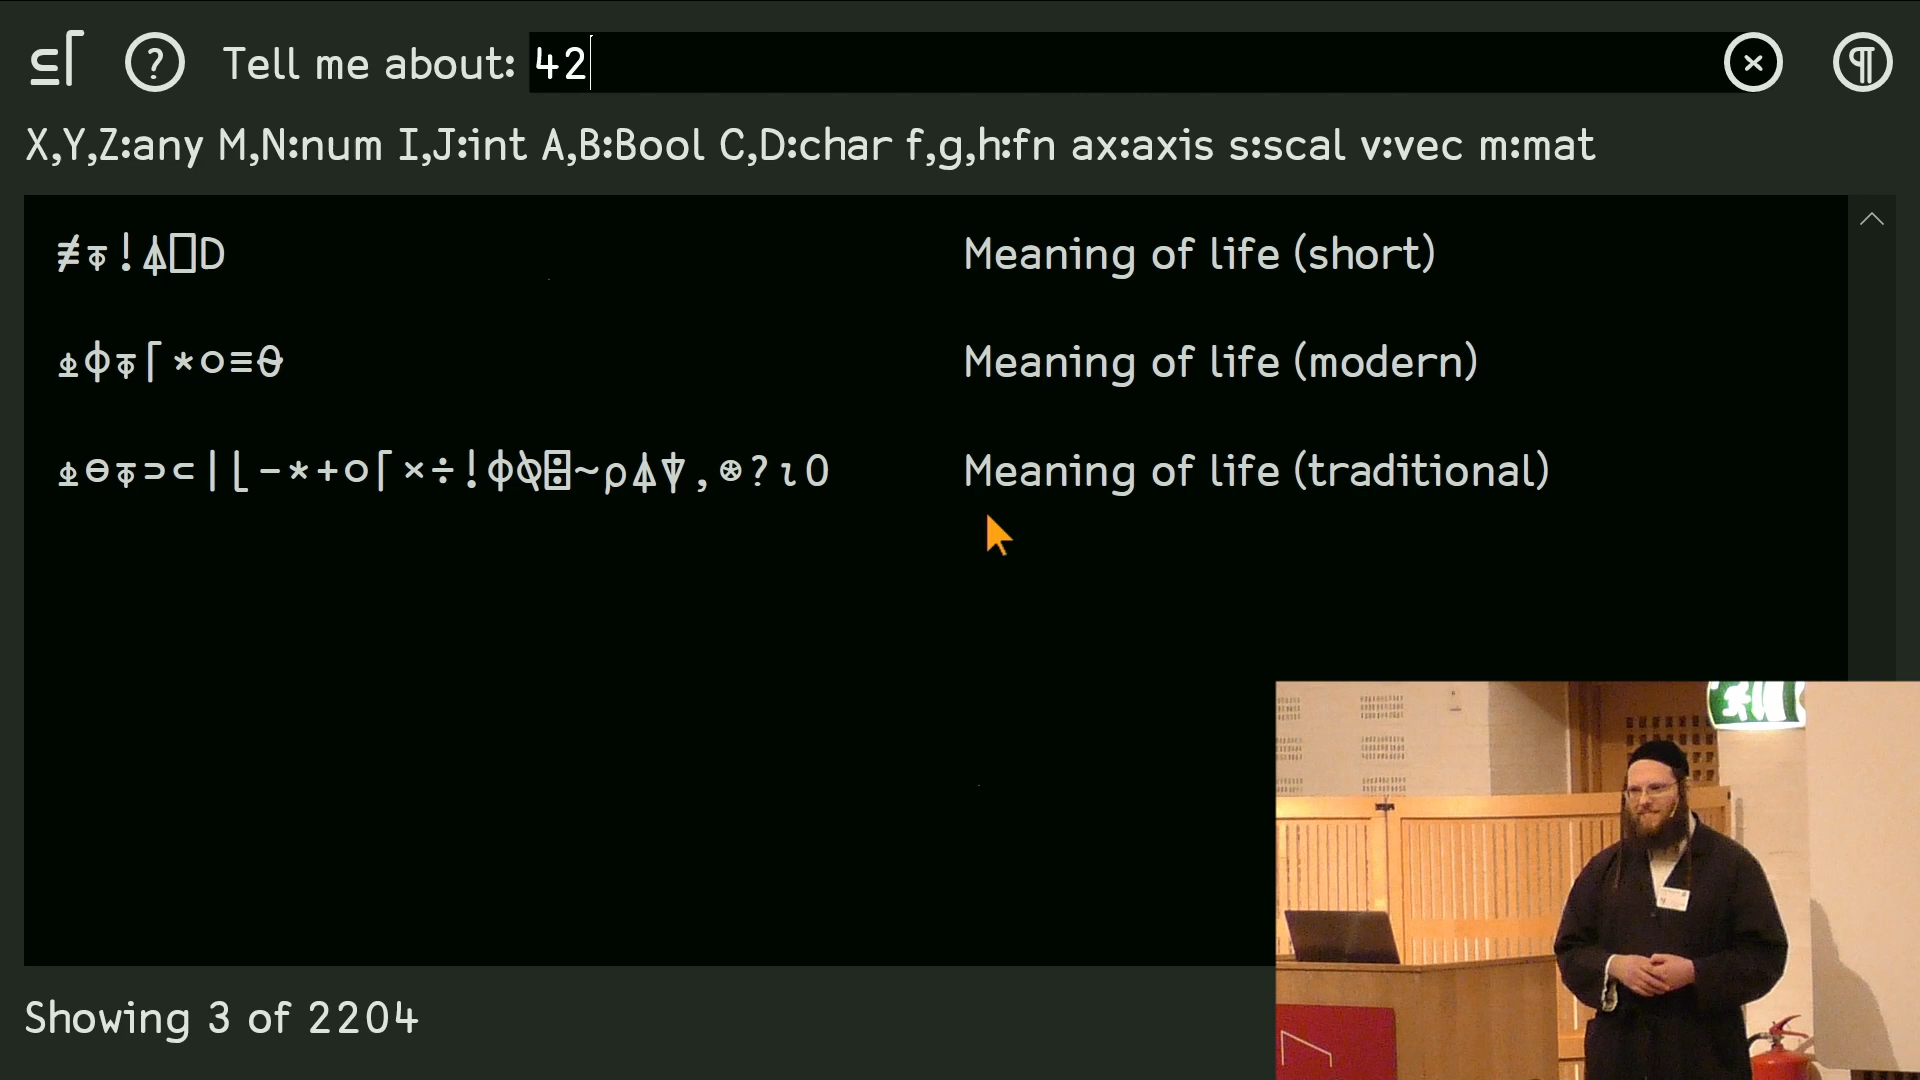 ⊆⌈ ? Tell me about: 42 × ¶
X,Y,Z:any M,N:num I,J:int A,B:Bool C,D:char f,g,h:fn ax:axis s:scal v:vec m:mat
≢⍕!⍋⎕D Meaning of life (short)
⍎⌽⍕⌈*○≡⍬ Meaning of life (modern)
⍎⊖⍕⊃⊂|⌊-*+○⌈×÷!⌽⍉⌹~⍴⍋⍒,⍟?⍳0 Meaning of life (traditional)
Showing 3 of 2204